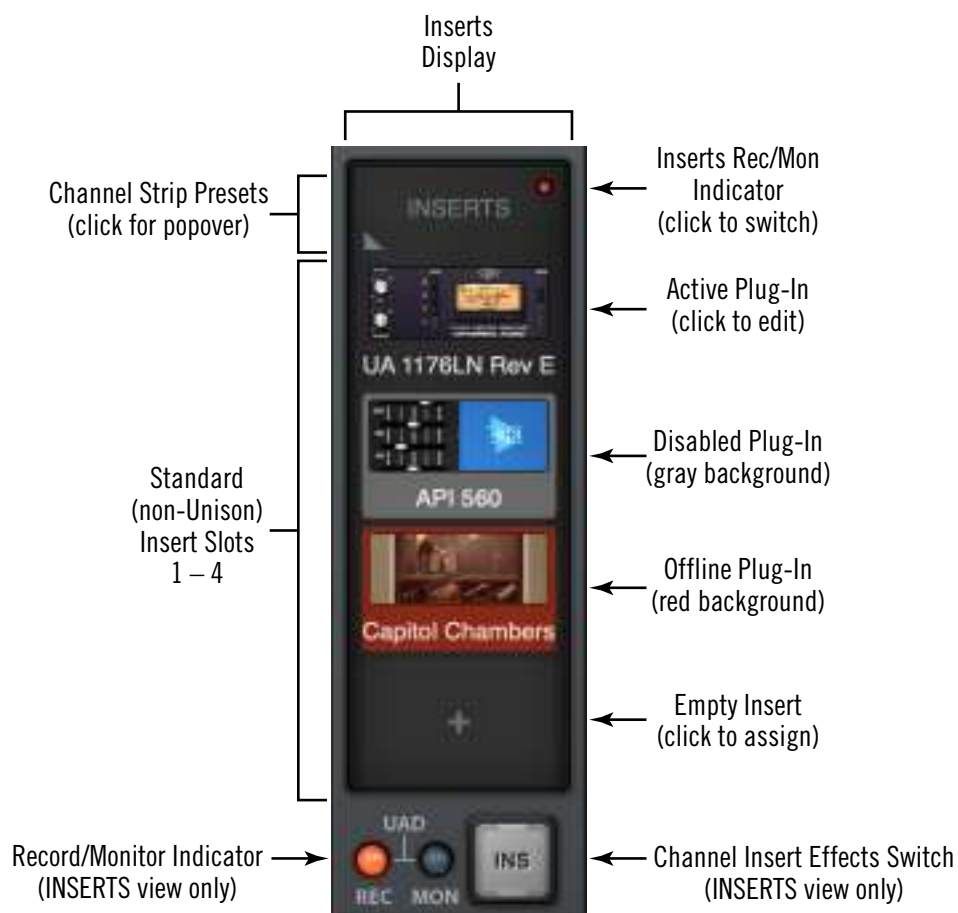 Inserts
Display
Channel Strip Presets
(click for popover)
Inserts Rec/Mon
Indicator
(click to switch)
INSERTS
Active Plug-In
(click to edit)
UA 1176LN Rev E
Disabled Plug-In
(gray background)
API 560
Standard
(non-Unison)
Insert Slots
1 – 4
Offline Plug-In
(red background)
Capitol Chambers
Empty Insert
(click to assign)
+
UAD
Record/Monitor Indicator
(INSERTS view only)
REC MON
INS
Channel Insert Effects Switch
(INSERTS view only)